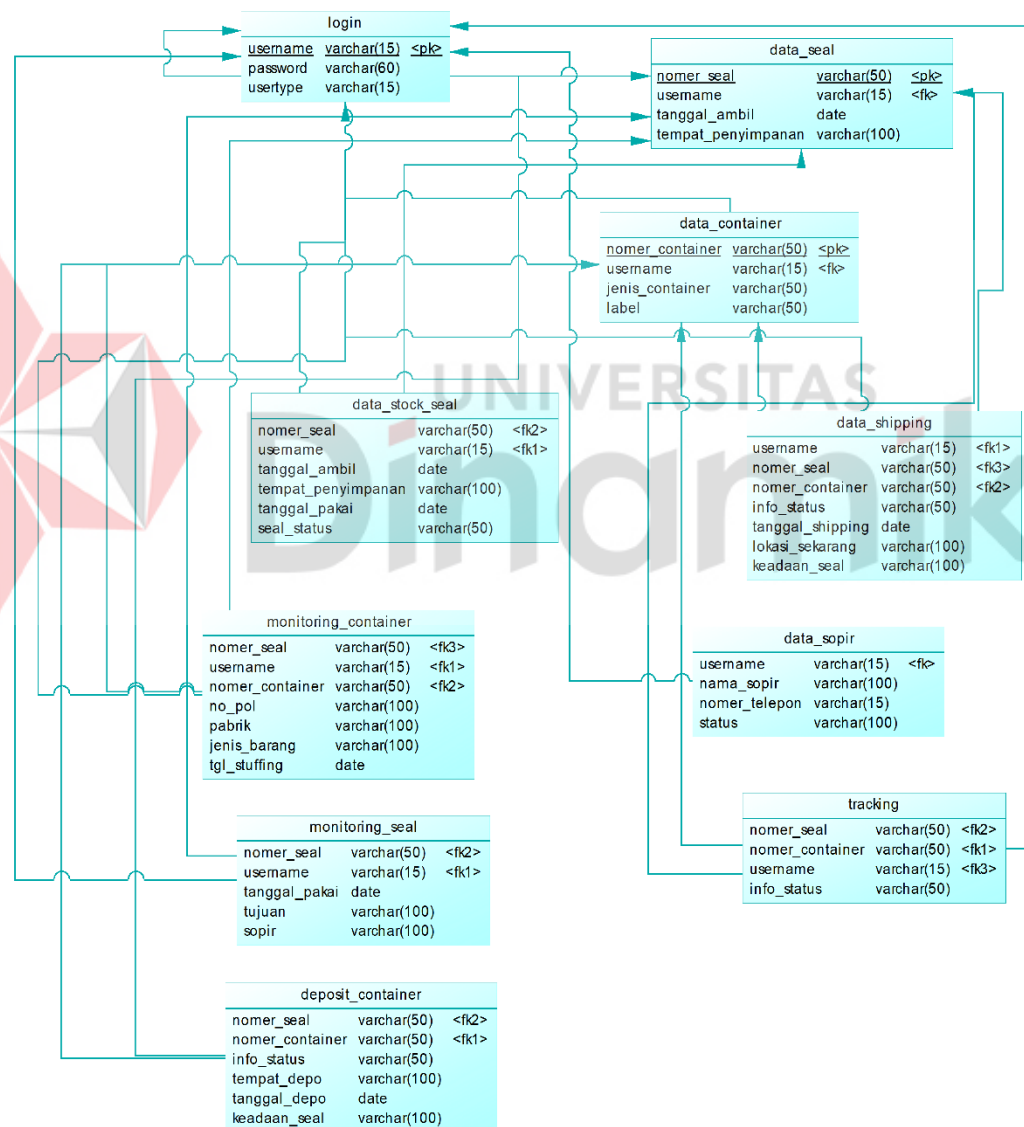 login
username varchar(15) <pk>
password varchar(60)
usertype varchar(15)
data_seal
nomer_seal varchar(50) <pk>
username varchar(15) <fk>
tanggal_ambil date
tempat_penyimpanan varchar(100)
data_container
nomer_container varchar(50) <pk>
username varchar(15) <fk>
jenis_container varchar(50)
label varchar(50)
UNIVERSITAS
Dinamik
data_stock_seal
nomer_seal varchar(50) <fk2>
username varchar(15) <fk1>
tanggal_ambil date
tempat_penyimpanan varchar(100)
tanggal_pakai date
seal_status varchar(50)
data_shipping
username varchar(15) <fk1>
nomer_seal varchar(50) <fk3>
nomer_container varchar(50) <fk2>
info_status varchar(50)
tanggal_shipping date
lokasi_sekarang varchar(100)
keadaan_seal varchar(100)
monitoring_container
nomer_seal varchar(50) <fk3>
username varchar(15) <fk1>
nomer_container varchar(50) <fk2>
no_pol varchar(100)
pabrik varchar(100)
jenis_barang varchar(100)
tgl_stuffing date
data_sopir
username varchar(15) <fk>
nama_sopir varchar(100)
nomer_telepon varchar(15)
status varchar(100)
tracking
nomer_seal varchar(50) <fk2>
nomer_container varchar(50) <fk1>
username varchar(15) <fk3>
info_status varchar(50)
monitoring_seal
nomer_seal varchar(50) <fk2>
username varchar(15) <fk1>
tanggal_pakai date
tujuan varchar(100)
sopir varchar(100)
deposit_container
nomer_seal varchar(50) <fk2>
nomer_container varchar(50) <fk1>
info_status varchar(50)
tempat_depo varchar(100)
tanggal_depo date
keadaan_seal varchar(100)